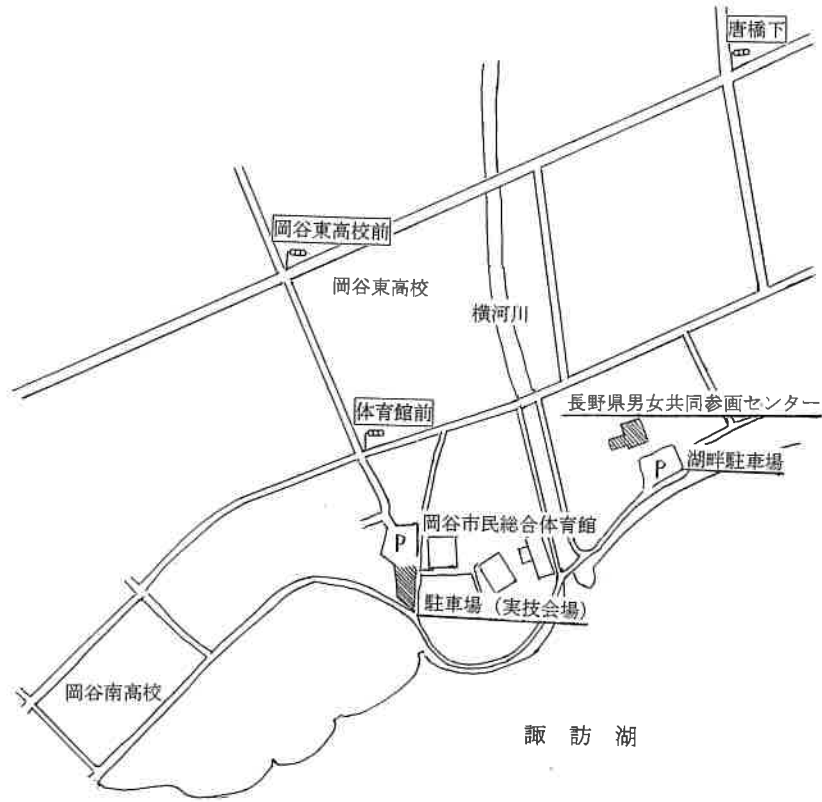 唐橋下
岡谷東高校前
岡谷東高校
横河川
体育館前
長野県男女共同参画センター
P
湖畔駐車場
岡谷市民総合体育館
P
駐車場（実技会場）
岡谷南高校
諏訪湖